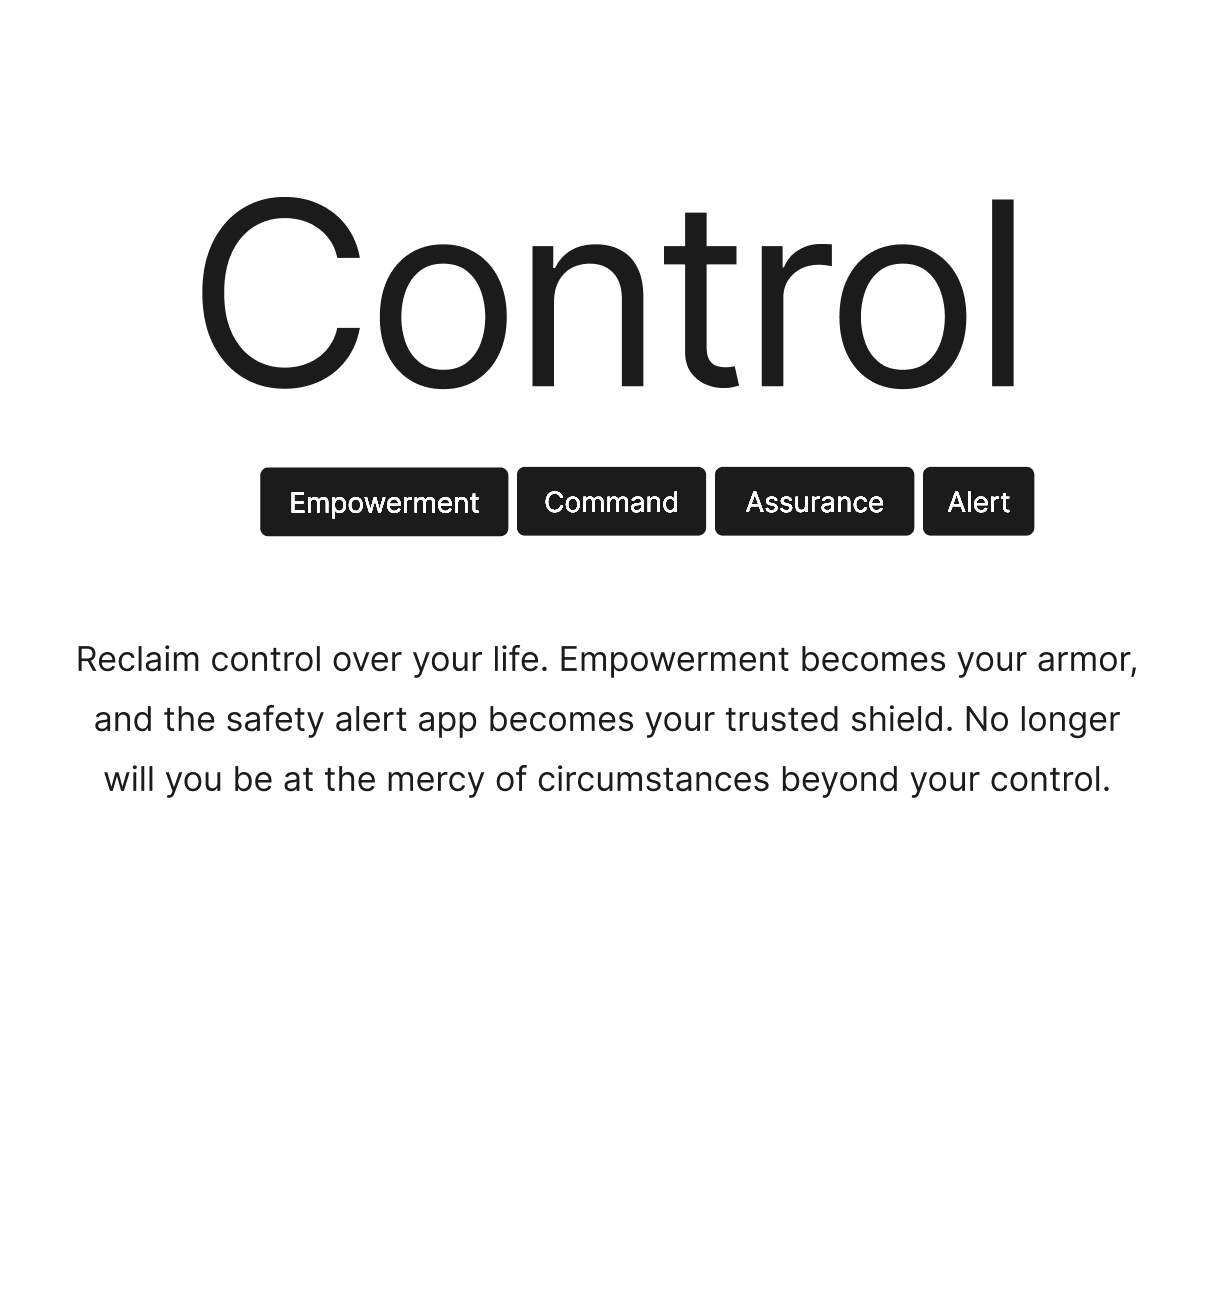 Control
Empowerment Command Assurance Alert
Reclaim control over your life. Empowerment becomes your armor,
and the safety alert app becomes your trusted shield. No longer
will you be at the mercy of circumstances beyond your control.